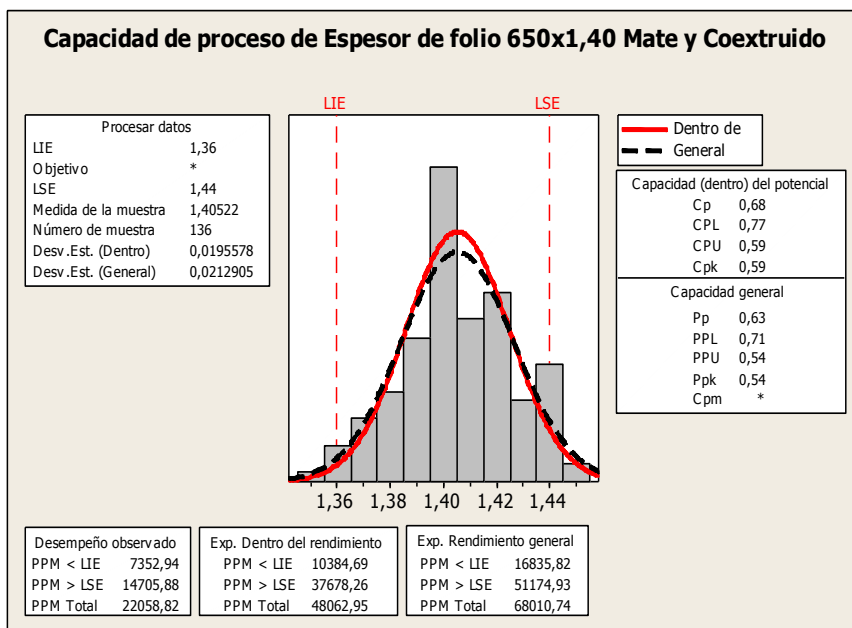 Capacidad de proceso de Espesor de folio 650x1,40 Mate y Coextruido
LIE LSE
Procesar datos
LIE 1,36
Objetivo *
LSE 1,44
Medida de la muestra 1,40522
Número de muestra 136
Desv.Est. (Dentro) 0,0195578
Desv.Est. (General) 0,0212905
Dentro de
General
Capacidad (dentro) del potencial
Cp 0,68
CPL 0,77
CPU 0,59
Cpk 0,59
Capacidad general
Pp 0,63
PPL 0,71
PPU 0,54
Ppk 0,54
Cpm *
1,36 1,38 1,40 1,42 1,44
Desempeño observado
PPM < LIE 7352,94
PPM > LSE 14705,88
PPM Total 22058,82
Exp. Dentro del rendimiento
PPM < LIE 10384,69
PPM > LSE 37678,26
PPM Total 48062,95
Exp. Rendimiento general
PPM < LIE 16835,82
PPM > LSE 51174,93
PPM Total 68010,74